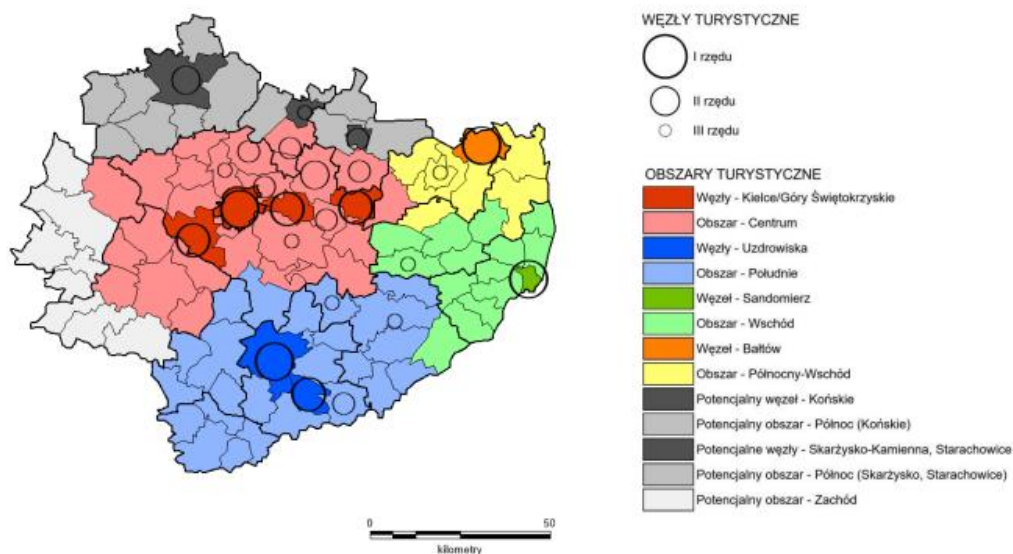 WĘZŁY TURYSTYCZNE
I rzędu
II rzędu
III rzędu
OBSZARY TURYSTYCZNE
Węzły - Kielce/Góry Świętokrzyskie
Obszar - Centrum
Węzły - Uzdrowiska
Obszar - Południe
Węzeł - Sandomierz
Obszar - Wschód
Węzeł - Bałtów
Obszar - Północny-Wschód
Potencjalny węzeł - Końskie
Potencjalny obszar - Północ (Końskie)
Potencjalne węzły - Skarżysko-Kamienna, Starachowice
Potencjalny obszar - Północ (Skarżysko, Starachowice)
Potencjalny obszar - Zachód
0 50
kilometry